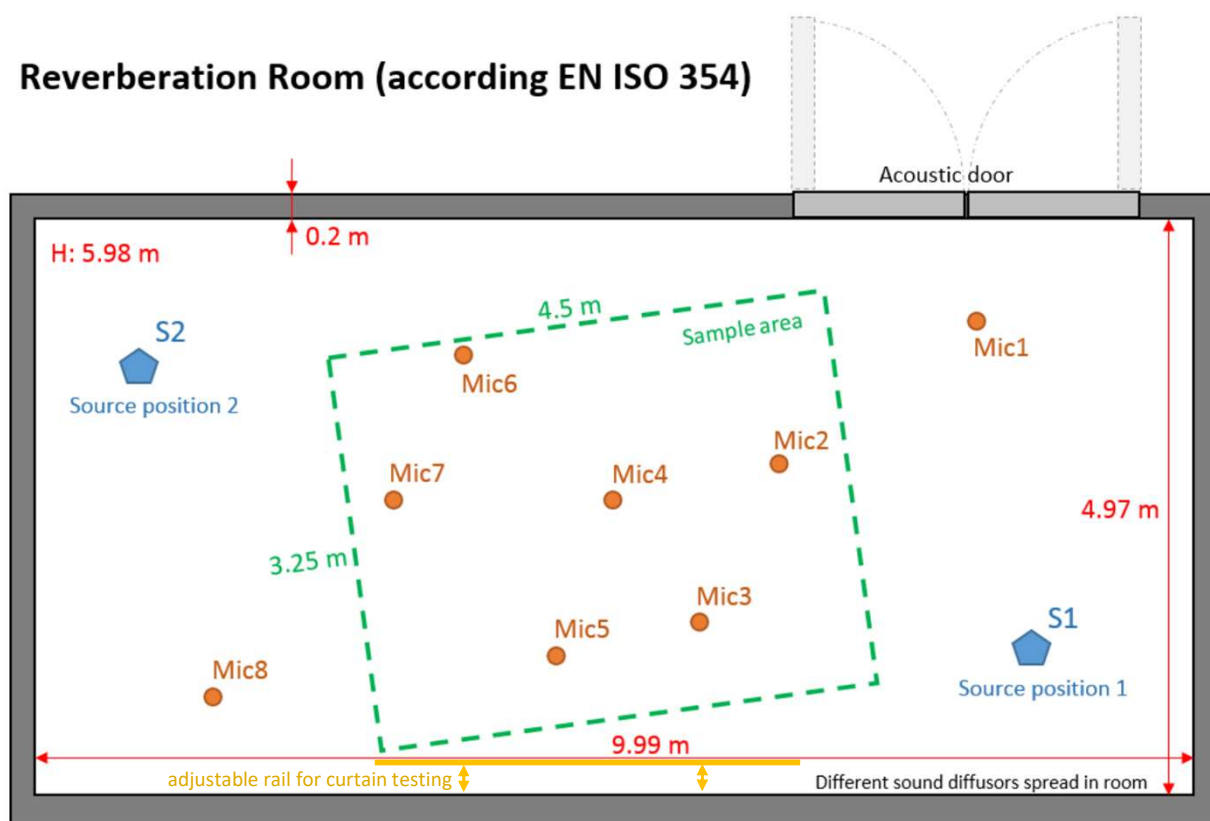 Reverberation Room (according EN ISO 354)
Acoustic door
0.2 m
H: 5.98 m
4.5 m
Sample area
S2
Source position 2
Mic1
Mic6
Mic2
Mic7
Mic4
4.97 m
3.25 m
Mic3
Mic5
S1
Mic8
Source position 1
9.99 m
adjustable rail for curtain testing
Different sound diffusors spread in room